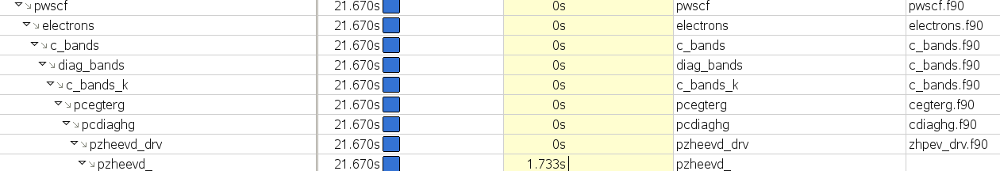 pwscf 21.670s 0s pwscf pwscf.f90
electrons 21.670s 0s electrons electrons.f90
c_bands 21.670s 0s c_bands c_bands.f90
diag_bands 21.670s 0s diag_bands c_bands.f90
c_bands_k 21.670s 0s c_bands_k c_bands.f90
pcegterg 21.670s 0s pcegterg cegterg.f90
pcdiaghg 21.670s 0s pcdiaghg cdiaghg.f90
pzheevd_drv 21.670s 0s pzheevd_drv zhpev_drv.f90
pzheevd_ 21.670s 1.733s pzheevd_